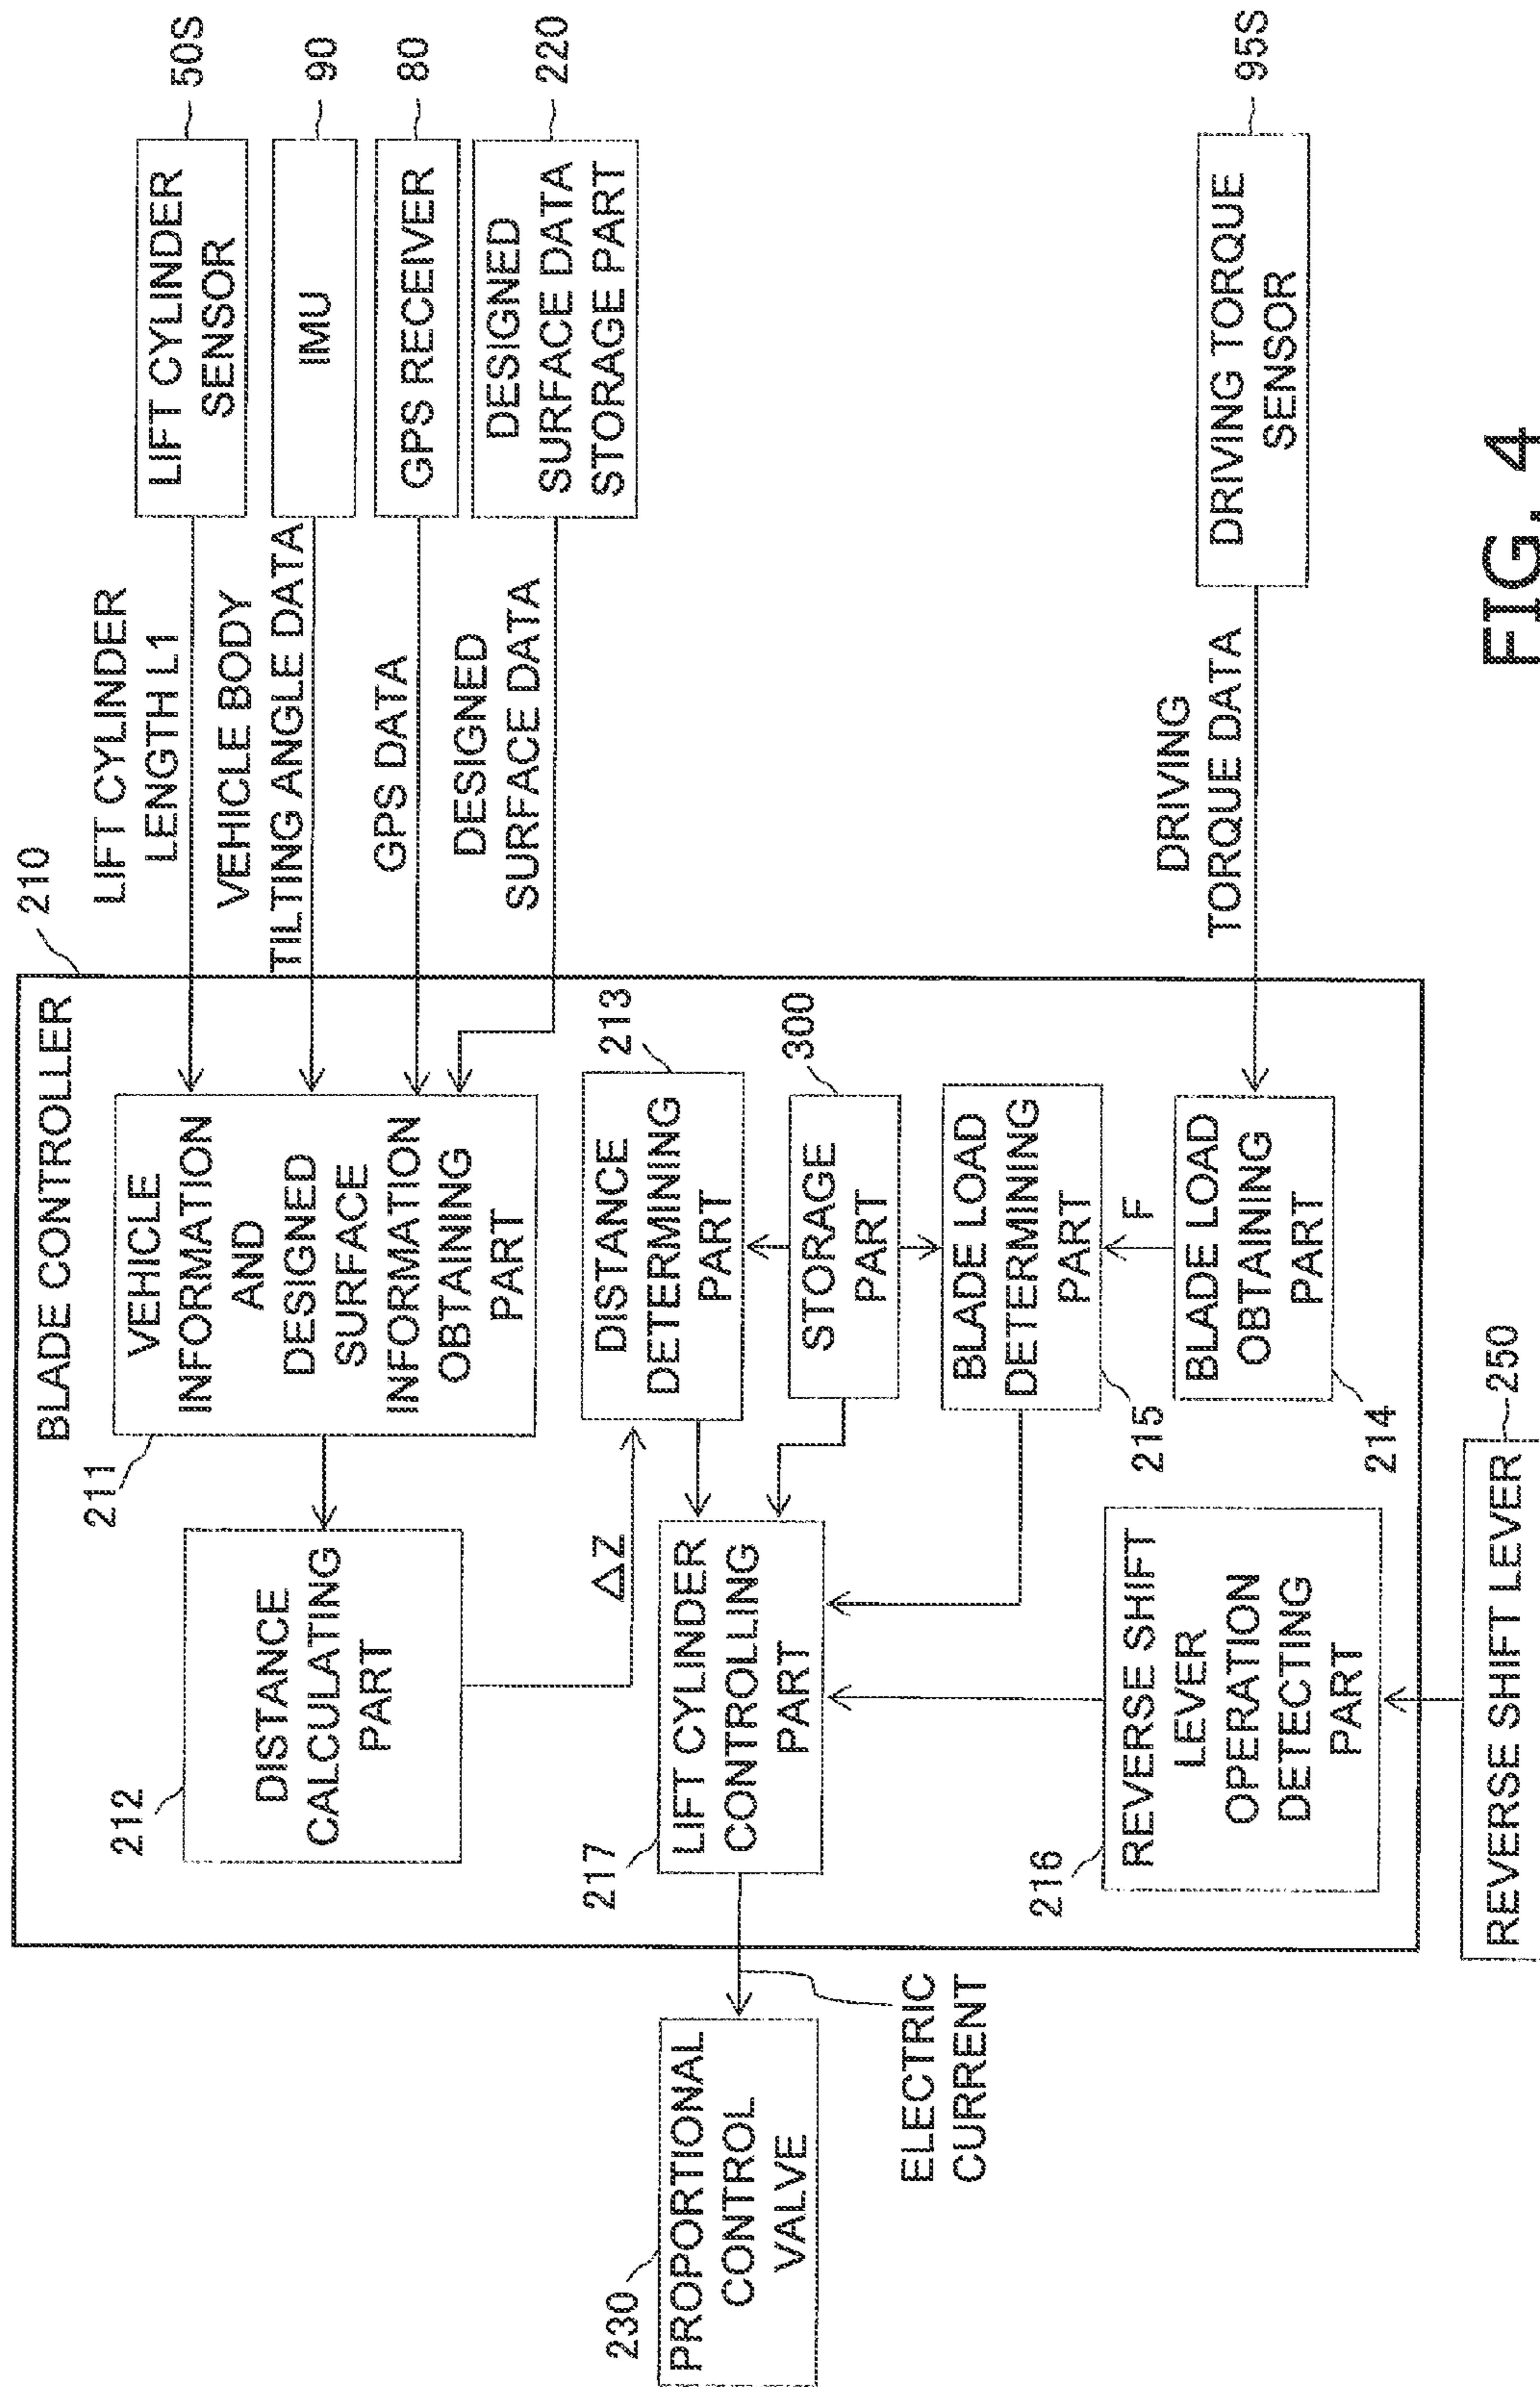 BLADE CONTROLLER
210
LIFT CYLINDER
LENGTH L1
LIFT CYLINDER
SENSOR
50S
VEHICLE BODY
TILTING ANGLE DATA
IMU
90
GPS DATA
GPS RECEIVER
80
DESIGNED
SURFACE DATA
DESIGNED
SURFACE DATA
STORAGE PART
220
211
VEHICLE
INFORMATION
AND
DESIGNED
SURFACE
INFORMATION
OBTAINING
PART
212
DISTANCE
CALCULATING
PART
ΔZ
DISTANCE
DETERMINING
PART
213
230
PROPORTIONAL
CONTROL
VALVE
ELECTRIC
CURRENT
217
LIFT CYLINDER
CONTROLLING
PART
STORAGE
PART
300
BLADE LOAD
DETERMINING
PART
215
F
BLADE LOAD
OBTAINING
PART
214
DRIVING
TORQUE DATA
DRIVING TORQUE
SENSOR
95S
216
REVERSE SHIFT
LEVER
OPERATION
DETECTING
PART
REVERSE SHIFT LEVER
250
FIG. 4